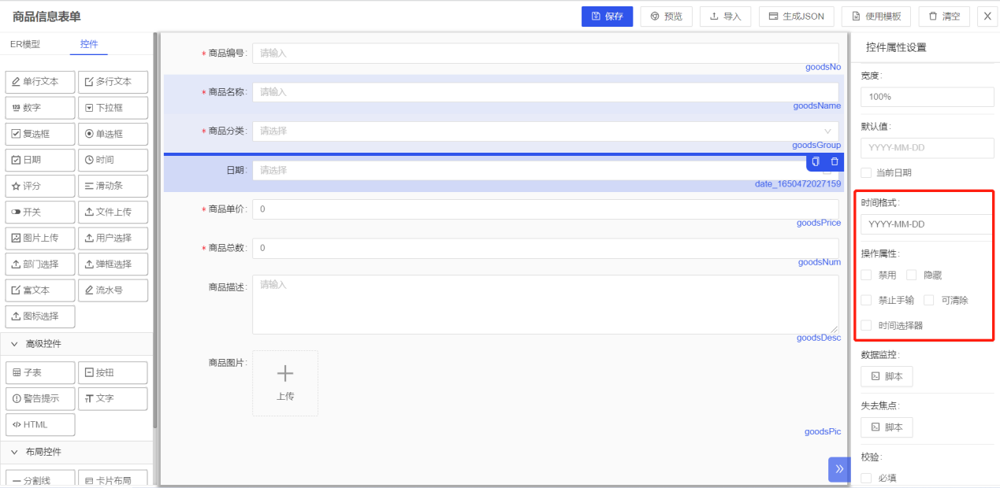 商品信息表单
保存 预览 导入 生成JSON 使用模板 清空
ER模型 控件
单行文本 多行文本
数字 下拉框
复选框 单选框
日期 时间
评分 滑动条
开关 文件上传
图片上传 用户选择
部门选择 弹框选择
富文本 流水号
图标选择
高级控件
子表 按钮
警告提示 文字
HTML
布局控件
分割线 卡片布局
* 商品编号: 请输入
goodsNo
* 商品名称: 请输入
goodsName
* 商品分类: 请选择
goodsGroup
日期: 请选择
date_1650472027159
* 商品单价: 0
goodsPrice
* 商品总数: 0
goodsNum
商品描述: 请输入
goodsDesc
商品图片:
上传
goodsPic
控件属性设置
宽度:
100%
默认值:
YYYY-MM-DD
当前日期
时间格式:
YYYY-MM-DD
操作属性:
禁用 隐藏
禁止手输 可清除
时间选择器
数据监控:
脚本
失去焦点:
脚本
校验:
必填